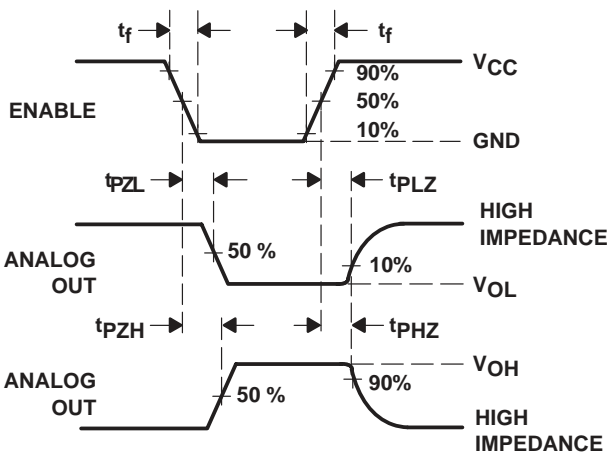 tf
tf
VCC
90%
ENABLE
50%
10%
GND
tPZL
tPLZ
HIGH
IMPEDANCE
ANALOG
OUT
50 %
10%
VOL
tPZH
tPHZ
VOH
ANALOG
OUT
50 %
90%
HIGH
IMPEDANCE